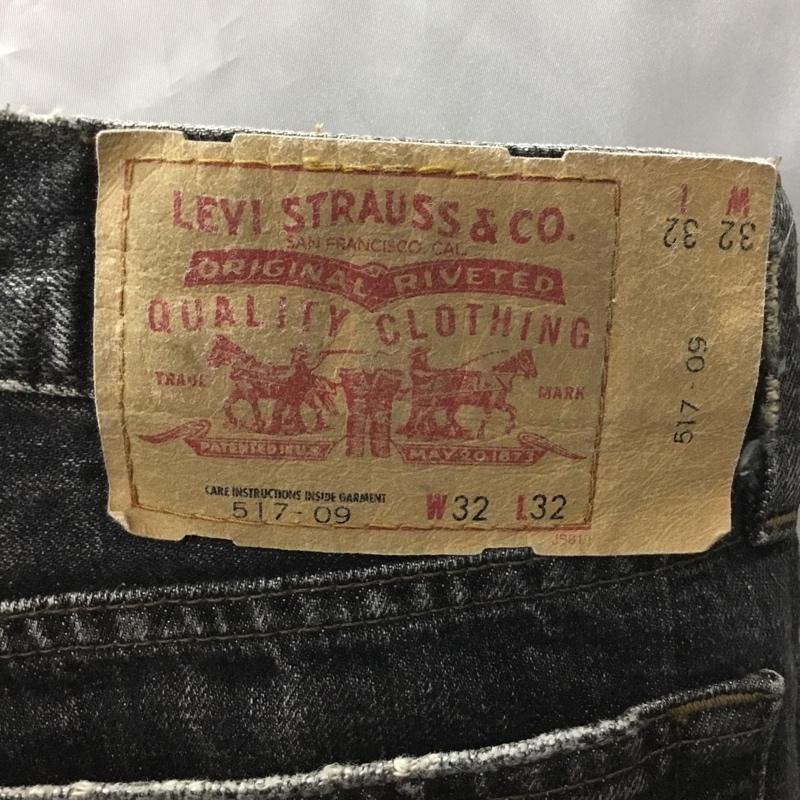 LEVI STRAUSS & CO.
SAN FRANCISCO, CAL.
ORIGINAL RIVETED
QUALITY CLOTHING
TRADE MARK
PATENTED IN U.S. MAY 20 1873
CARE INSTRUCTIONS INSIDE GARMENT
517-09 W32 L32
W L
32 32
517-09